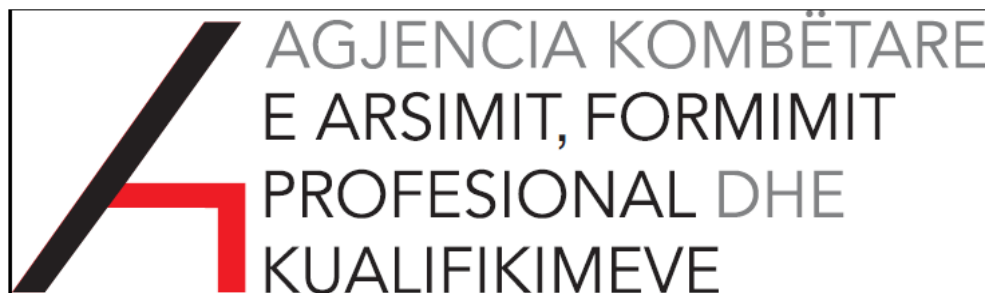 AGJENCIA KOMBËTARE
E ARSIMIT, FORMIMIT
PROFESIONAL DHE
KUALIFIKIMEVE